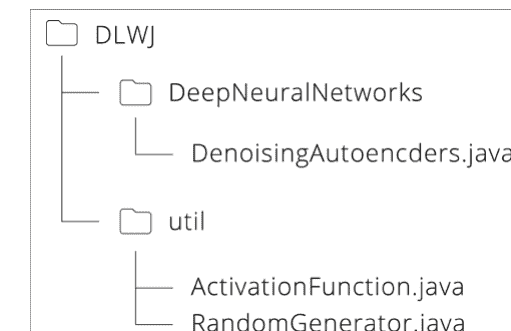 DLWJ
DeepNeuralNetworks
DenoisingAutoencders.java
util
ActivationFunction.java
RandomGenerator.java